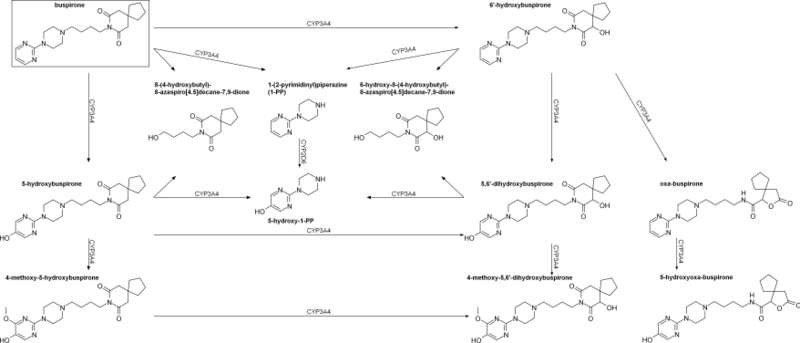 buspirone
6'-hydroxybuspirone
CYP3A4
CYP3A4
CYP3A4
CYP3A4
8-(4-hydroxybutyl)-
8-azaspiro[4.5]decane-7,9-dione
1-(2-pyrimidinyl)piperazine
(1-PP)
6-hydroxy-8-(4-hydroxybutyl)-
8-azaspiro[4.5]decane-7,9-dione
CYP3A4
CYP3A4
CYP2D6
5-hydroxybuspirone
CYP3A4
5-hydroxy-1-PP
CYP3A4
5,6'-dihydroxybuspirone
oxa-buspirone
CYP3A4
CYP3A4
CYP3A4
CYP3A4
4-methoxy-5-hydroxybuspirone
4-methoxy-5,6'-dihydroxybuspirone
5-hydroxyoxa-buspirone
CYP3A4